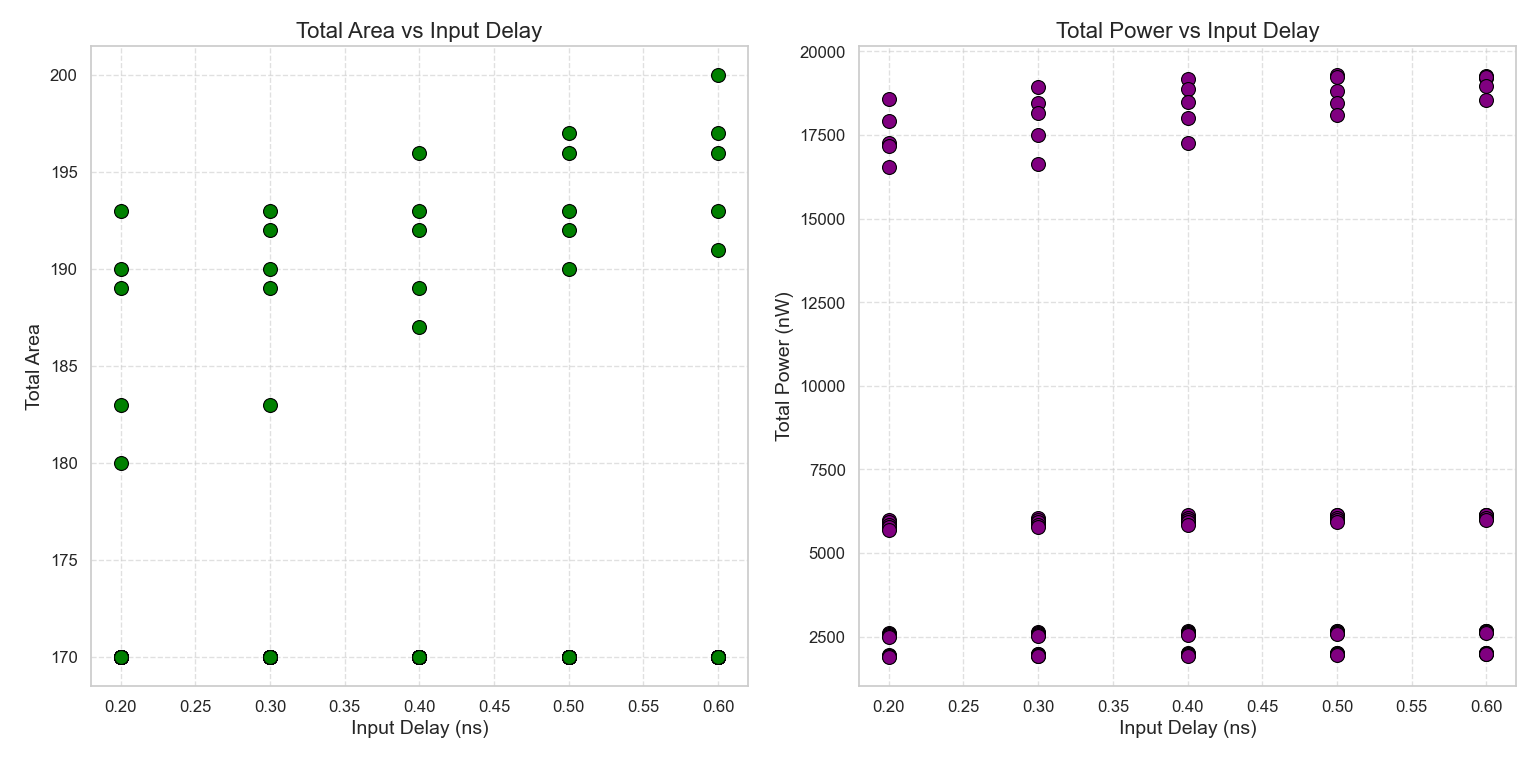 Total Area vs Input Delay
200
195
190
185
180
175
170
Total Area
0.20 0.25 0.30 0.35 0.40 0.45 0.50 0.55 0.60
Input Delay (ns)
Total Power vs Input Delay
20000
17500
15000
12500
10000
7500
5000
2500
Total Power (nW)
0.20 0.25 0.30 0.35 0.40 0.45 0.50 0.55 0.60
Input Delay (ns)